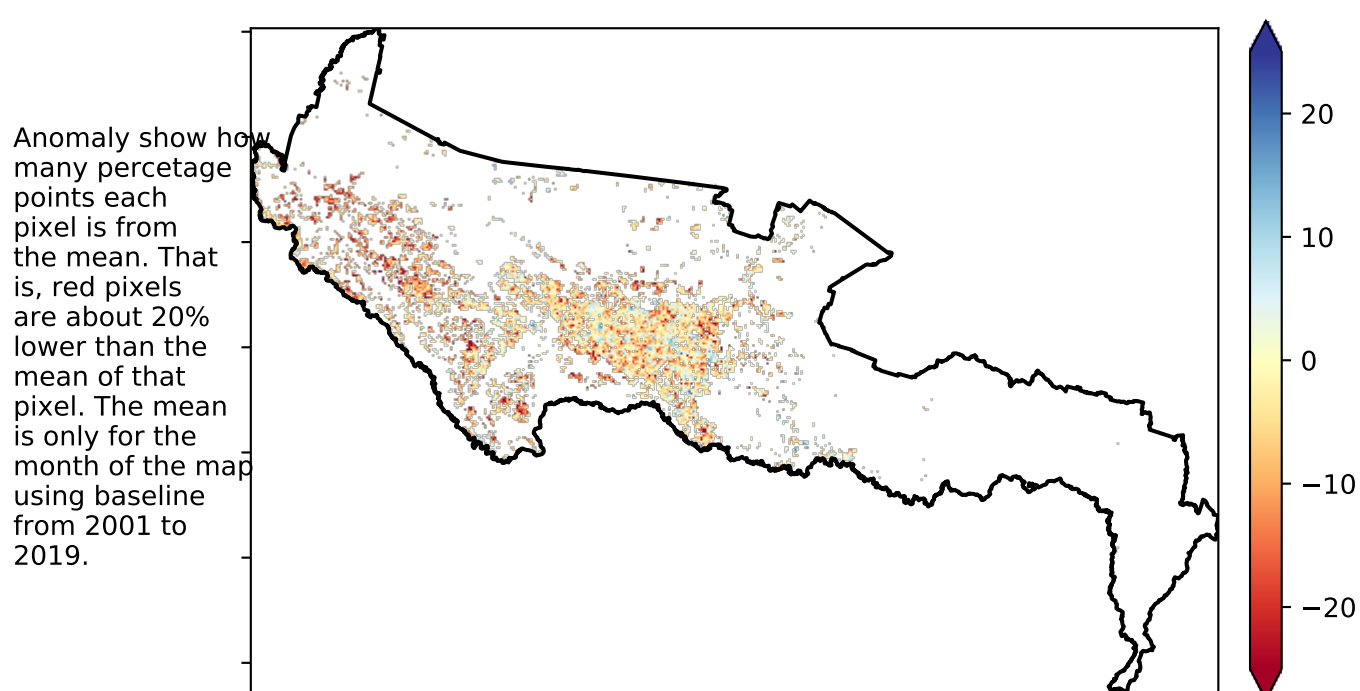 Anomaly show how
many percetage
points each
pixel is from
the mean. That
is, red pixels
are about 20%
lower than the
mean of that
pixel. The mean
is only for the
month of the map
using baseline
from 2001 to
2019.
20
10
0
−10
−20